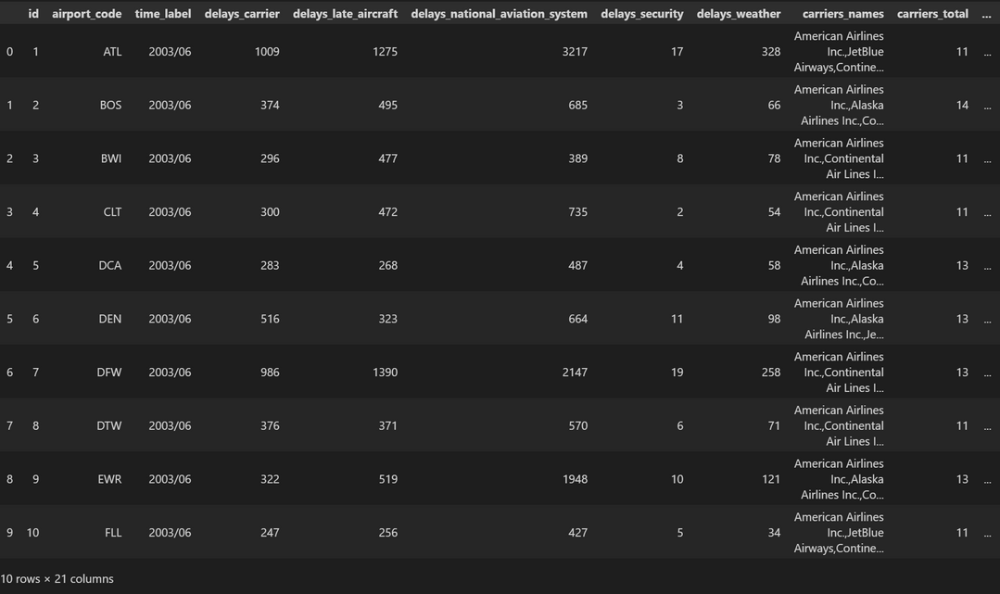 id airport_code time_label delays_carrier delays_late_aircraft delays_national_aviation_system delays_security delays_weather carriers_names carriers_total ...
0 1 ATL 2003/06 1009 1275 3217 17 328 American Airlines 11 ...
Inc.,JetBlue
Airways,Contine...
1 2 BOS 2003/06 374 495 685 3 66 American Airlines 14 ...
Inc.,Alaska
Airlines Inc.,Co...
2 3 BWI 2003/06 296 477 389 8 78 American Airlines 11 ...
Inc.,Continental
Air Lines I...
3 4 CLT 2003/06 300 472 735 2 54 American Airlines 11 ...
Inc.,Continental
Air Lines I...
4 5 DCA 2003/06 283 268 487 4 58 American Airlines 13 ...
Inc.,Alaska
Airlines Inc.,Co...
5 6 DEN 2003/06 516 323 664 11 98 American Airlines 13 ...
Inc.,Alaska
Airlines Inc.,Je...
6 7 DFW 2003/06 986 1390 2147 19 258 American Airlines 13 ...
Inc.,Continental
Air Lines I...
7 8 DTW 2003/06 376 371 570 6 71 American Airlines 11 ...
Inc.,Continental
Air Lines I...
8 9 EWR 2003/06 322 519 1948 10 121 American Airlines 13 ...
Inc.,Alaska
Airlines Inc.,Co...
9 10 FLL 2003/06 247 256 427 5 34 American Airlines 11 ...
Inc.,JetBlue
Airways,Contine...
10 rows × 21 columns